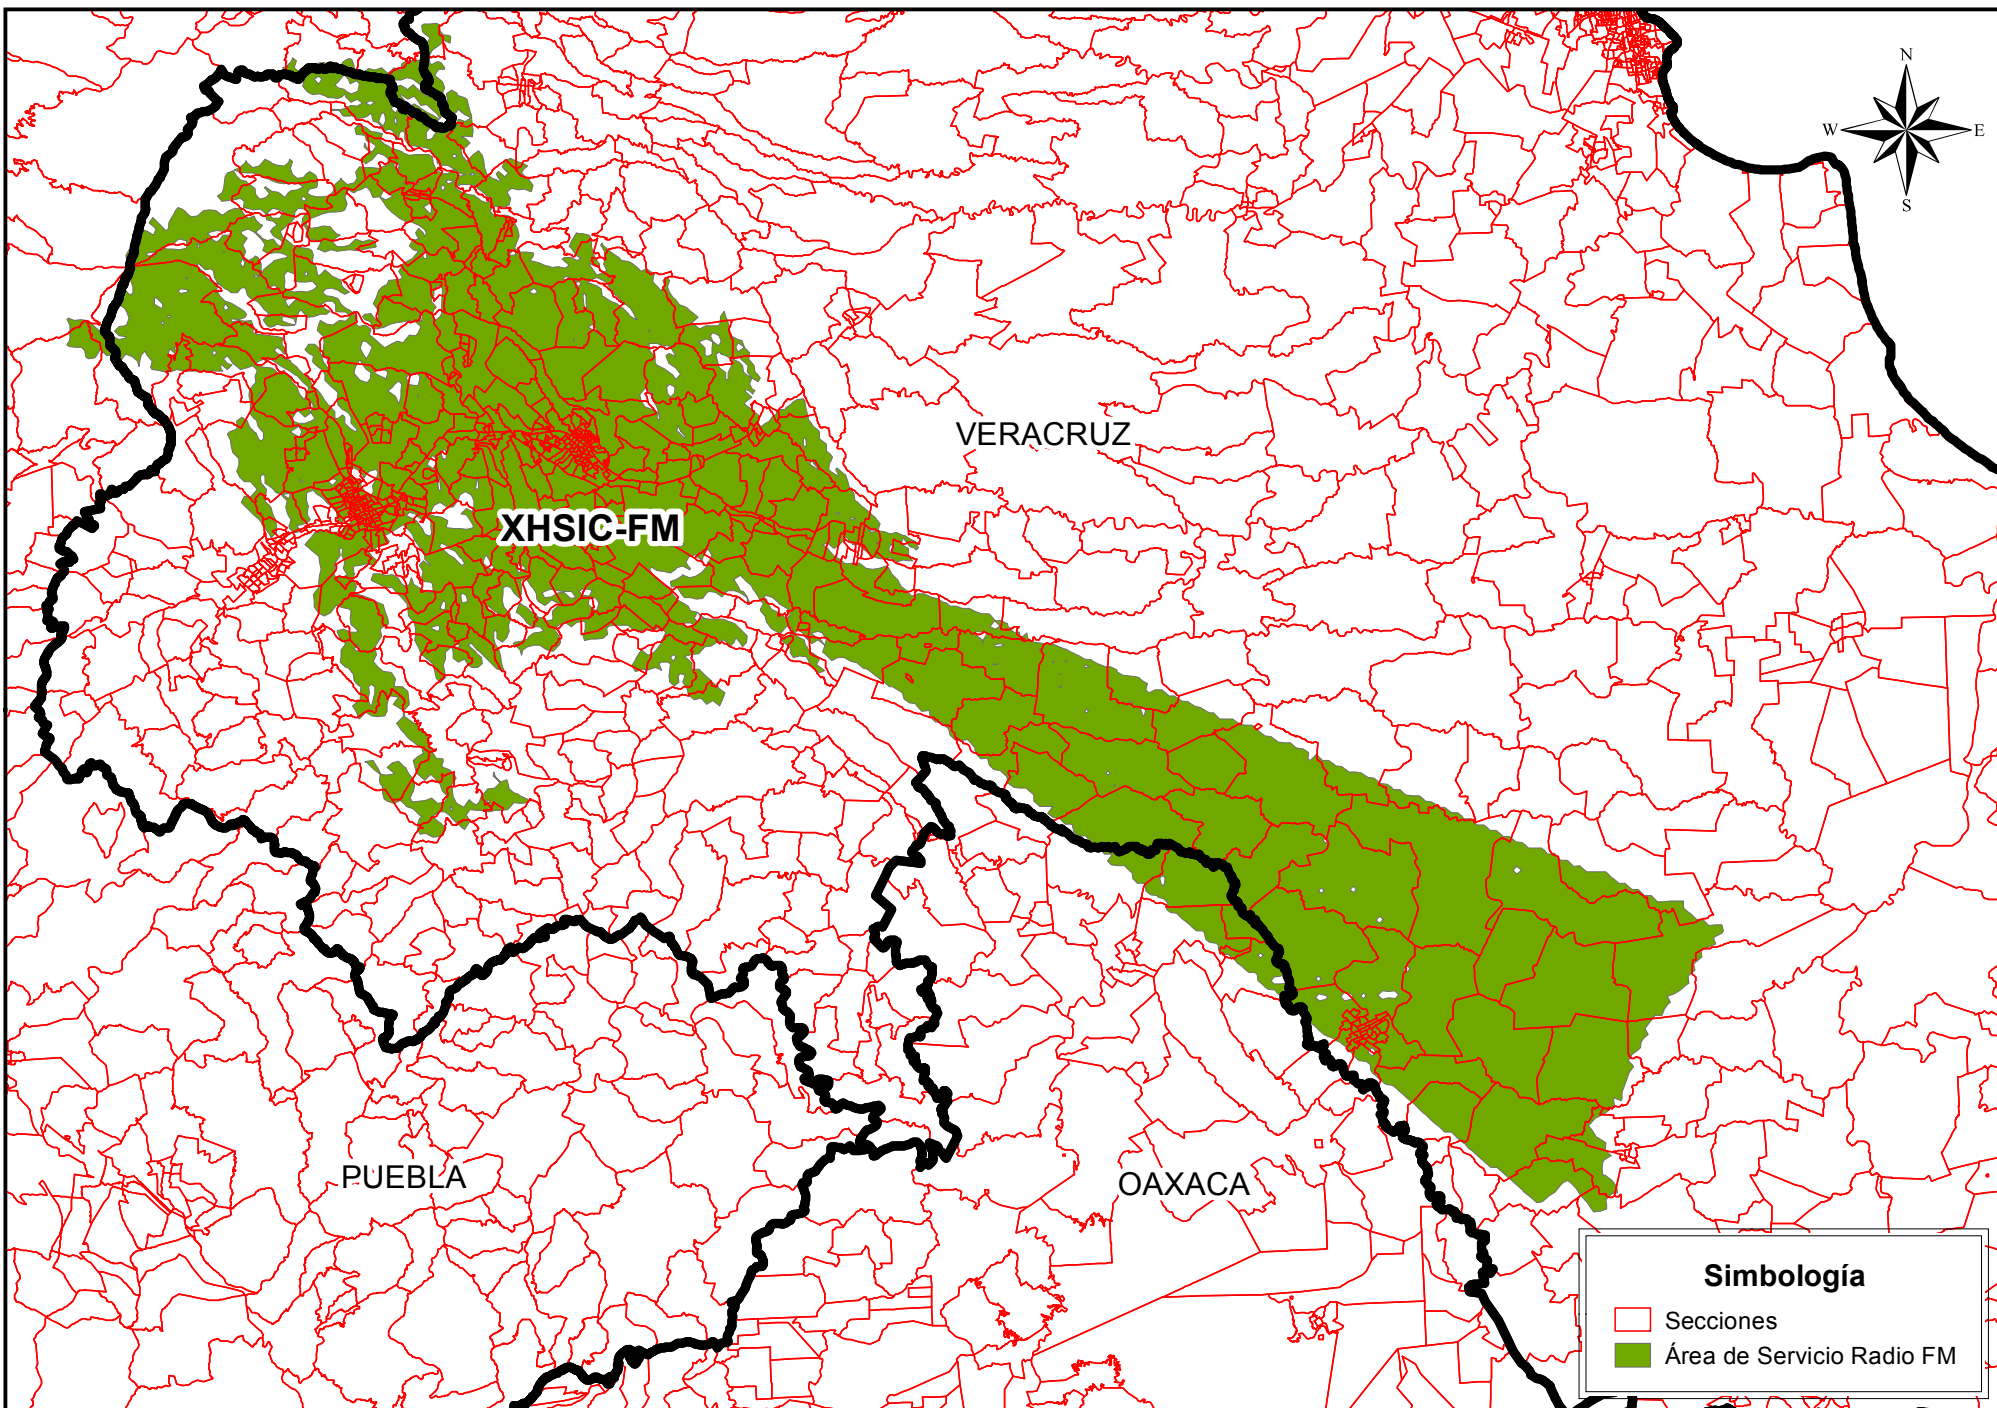 N
W E
S
VERACRUZ
XHSIC-FM
PUEBLA
OAXACA
Simbología
Secciones
Área de Servicio Radio FM